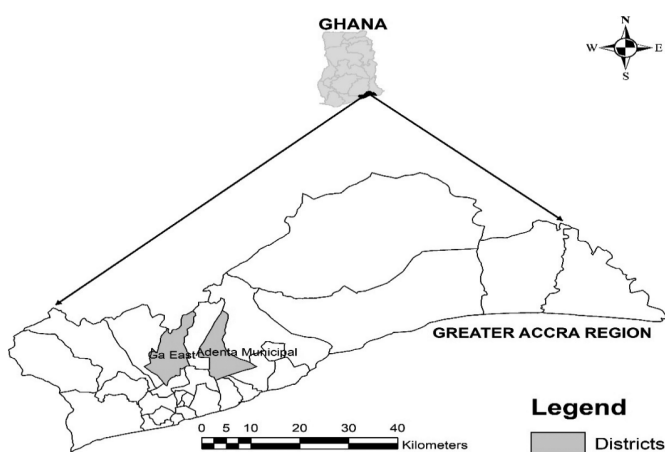 GHANA
N
W E
S
GREATER ACCRA REGION
Ga East
Adenta Municipal
0 5 10 20 30 40
Kilometers
Legend
Districts